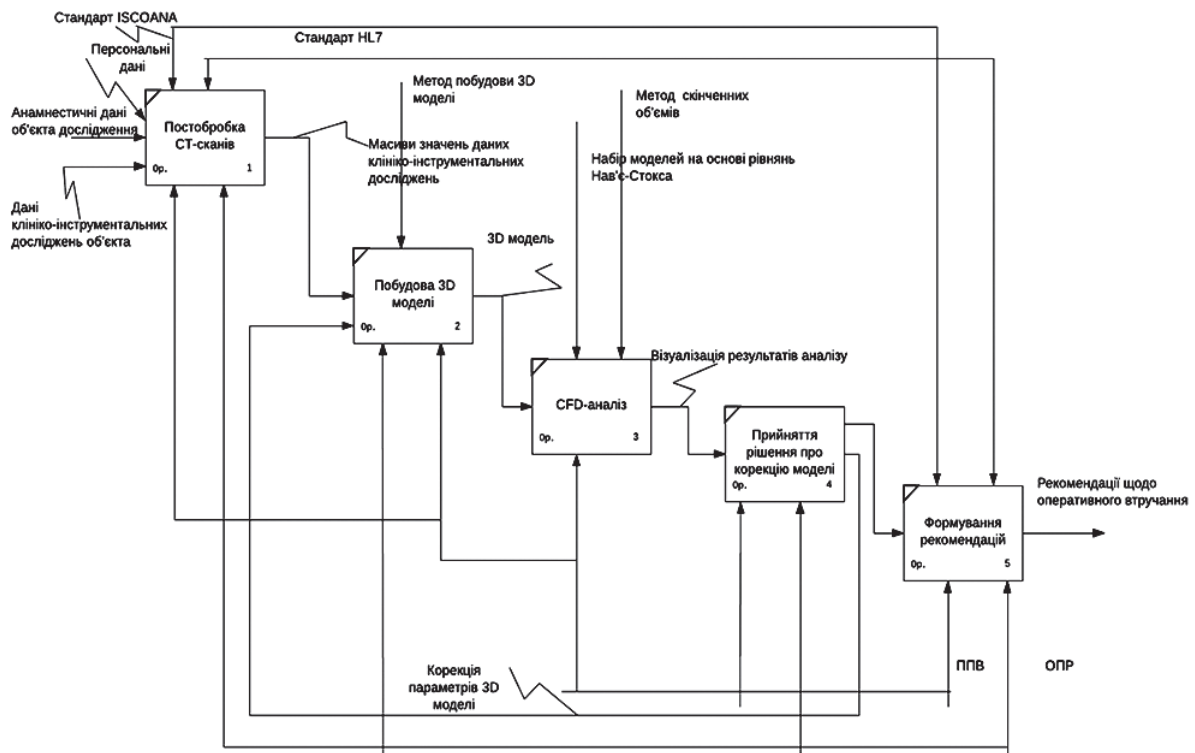 Стандарт ISCOANA
Стандарт HL7
Персональні
дані
Анамнестичні дані
об'єкта дослідження
Постобробка
СТ-сканів
0р.
1
Дані
клініко-інструментальних
досліджень об'єкта
Метод побудови 3D
моделі
Масиви значень даних
клініко-інструментальних
досліджень
Метод скінченних
об'ємів
Набір моделей на основі рівнянь
Нав'є-Стокса
Побудова 3D
моделі
0р.
2
3D модель
CFD-аналіз
0р.
3
Візуалізація результатів аналізу
Прийняття
рішення про
корекцію моделі
0р.
4
Формування
рекомендацій
0р.
5
Рекомендації щодо
оперативного втручання
Корекція
параметрів 3D
моделі
ППВ
ОПР